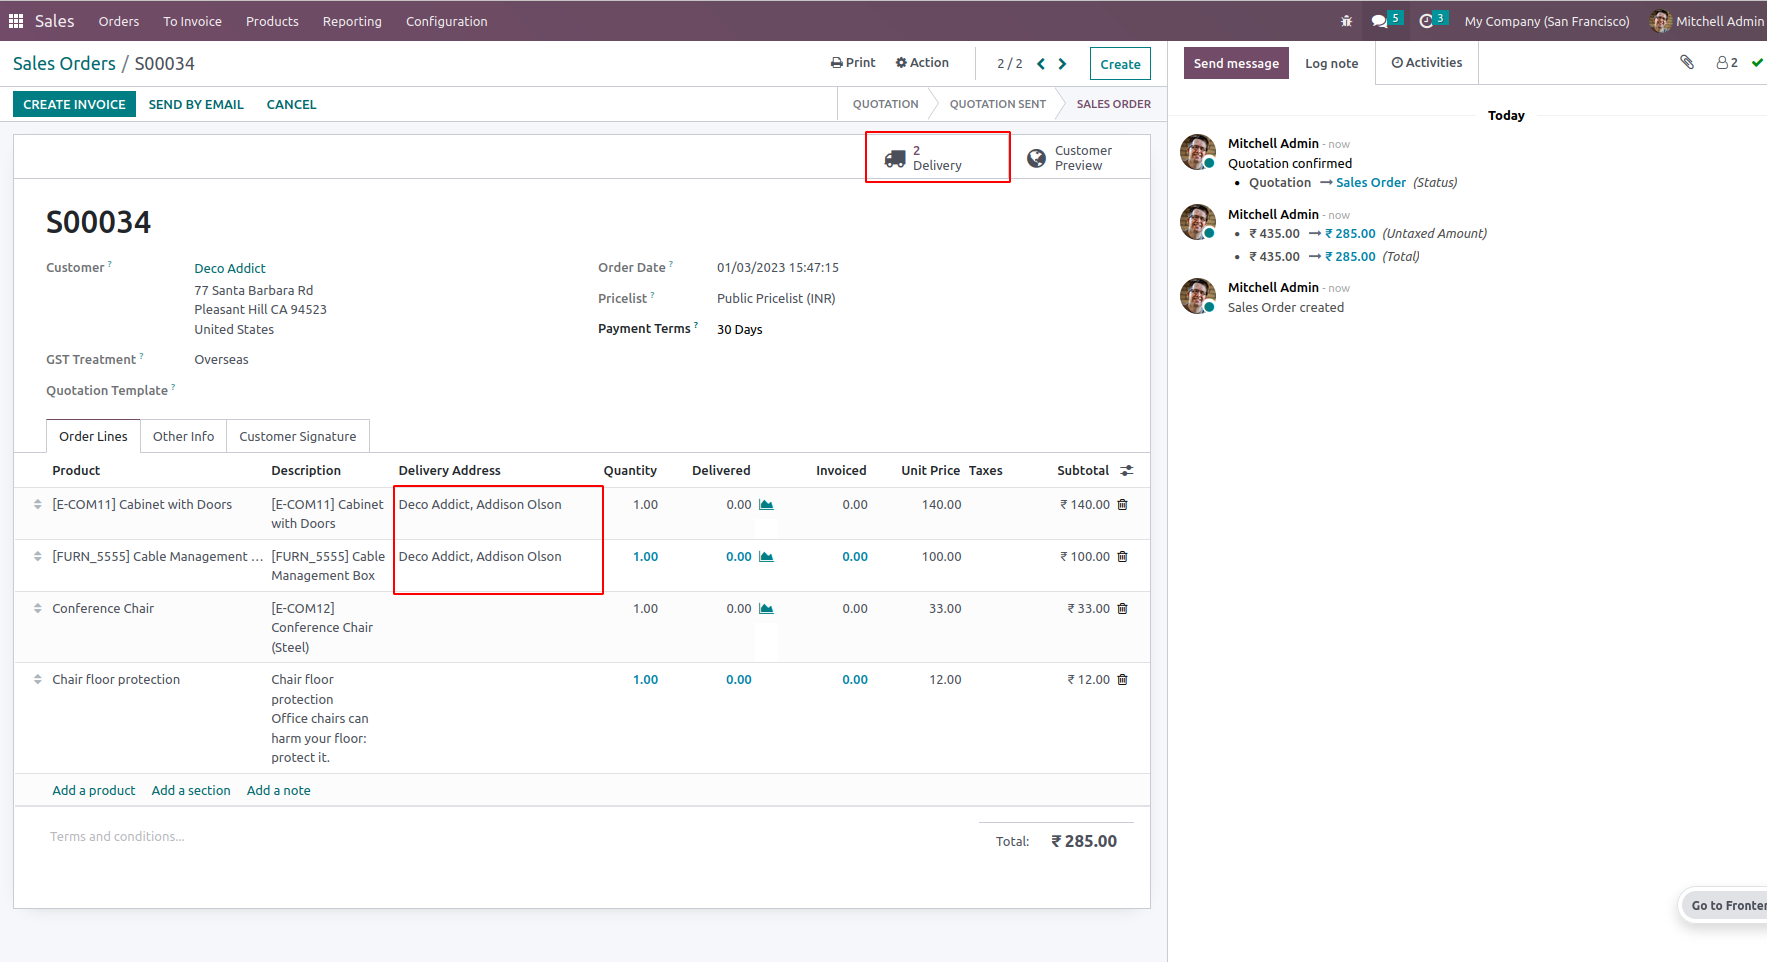 Sales Orders To Invoice Products Reporting Configuration 5 3 My Company (San Francisco) Mitchell Admin
Sales Orders / S00034
Print Action 2 / 2 Create
CREATE INVOICE SEND BY EMAIL CANCEL
QUOTATION QUOTATION SENT SALES ORDER
2
Delivery
Customer
Preview
S00034
Customer ?
Deco Addict
77 Santa Barbara Rd
Pleasant Hill CA 94523
United States
GST Treatment ? Overseas
Quotation Template ?
Order Date ? 01/03/2023 15:47:15
Pricelist ? Public Pricelist (INR)
Payment Terms ? 30 Days
Order Lines Other Info Customer Signature
Product Description Delivery Address Quantity Delivered Invoiced Unit Price Taxes Subtotal
[E-COM11] Cabinet with Doors [E-COM11] Cabinet Deco Addict, Addison Olson 1.00 0.00 0.00 140.00 ₹ 140.00
with Doors
[FURN_5555] Cable Management ... [FURN_5555] Cable Deco Addict, Addison Olson 1.00 0.00 0.00 100.00 ₹ 100.00
Management Box
Conference Chair [E-COM12] 1.00 0.00 0.00 33.00 ₹ 33.00
Conference Chair
(Steel)
Chair floor protection Chair floor 1.00 0.00 0.00 12.00 ₹ 12.00
protection
Office chairs can
harm your floor:
protect it.
Add a product Add a section Add a note
Terms and conditions...
Total: ₹ 285.00
Send message Log note Activities 2
Today
Mitchell Admin - now
Quotation confirmed
• Quotation → Sales Order (Status)
Mitchell Admin - now
• ₹ 435.00 → ₹ 285.00 (Untaxed Amount)
• ₹ 435.00 → ₹ 285.00 (Total)
Mitchell Admin - now
Sales Order created
Go to